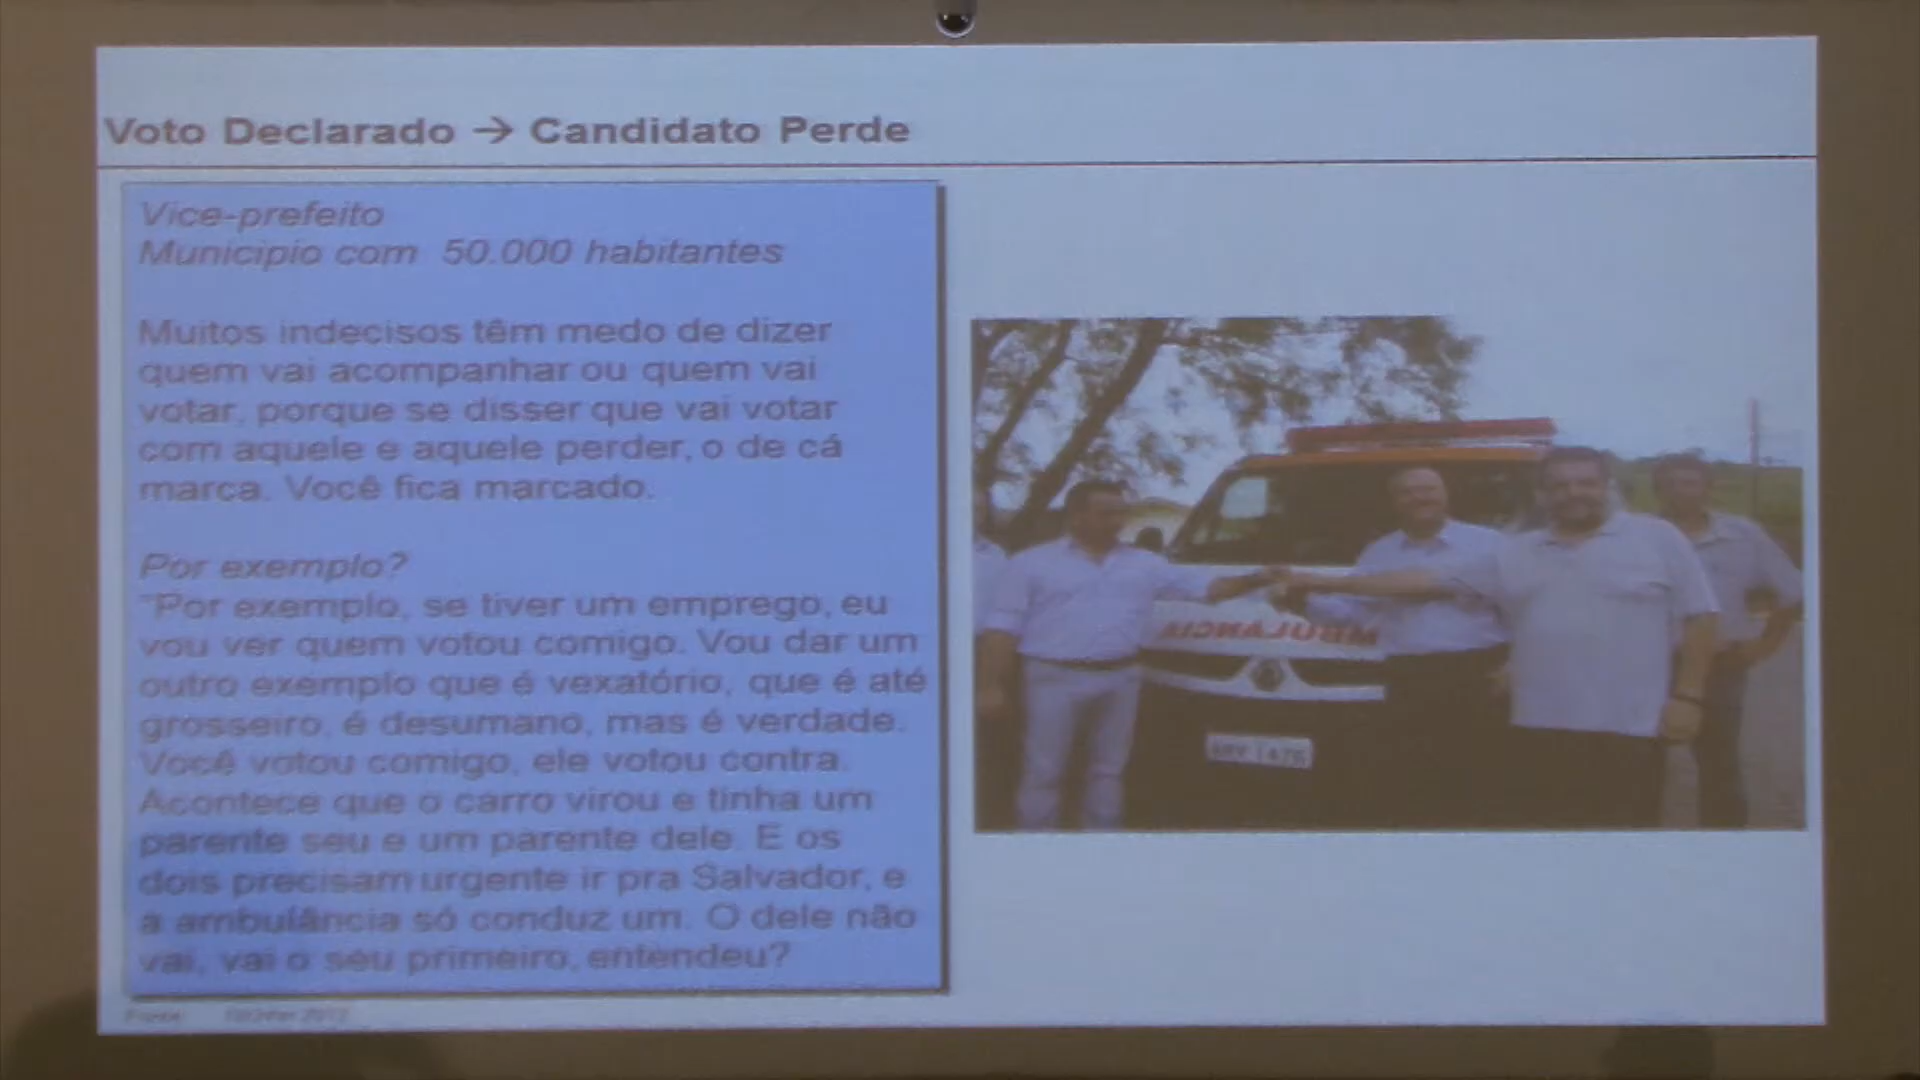 Voto Declarado → Candidato Perde
Vice-prefeito
Municipio com 50.000 habitantes
Muitos indecisos têm medo de dizer
quem vai acompanhar ou quem vai
votar, porque se disser que vai votar
com aquele e aquele perder, o de cá
marca. Você fica marcado.
Por exemplo?
"Por exemplo, se tiver um emprego, eu
vou ver quem votou comigo. Vou dar um
outro exemplo que é vexatório, que é até
grosseiro, é desumano, mas é verdade.
Você votou comigo, ele votou contra.
Acontece que o carro virou e tinha um
parente seu e um parente dele. E os
dois precisam urgente ir pra Salvador, e
a ambulância só conduz um. O dele não
vai, vai o seu primeiro, entendeu?
AMBULANCIA
Fonte: